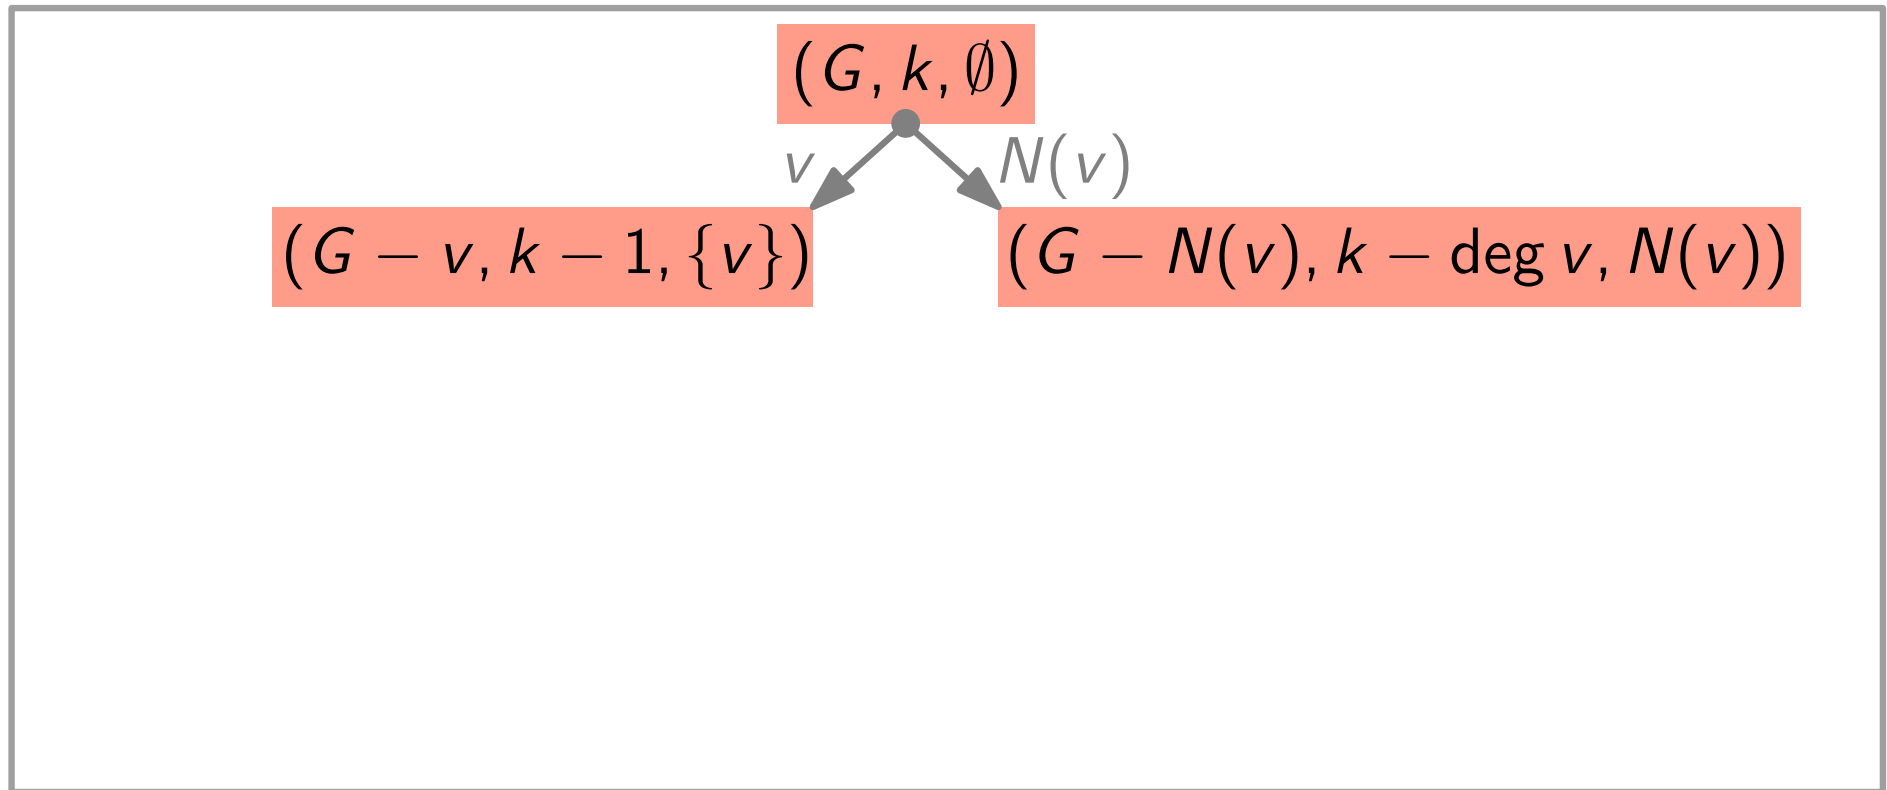 (G, k, ∅)
v N(v)
(G − v, k − 1, {v}) (G − N(v), k − deg v, N(v))